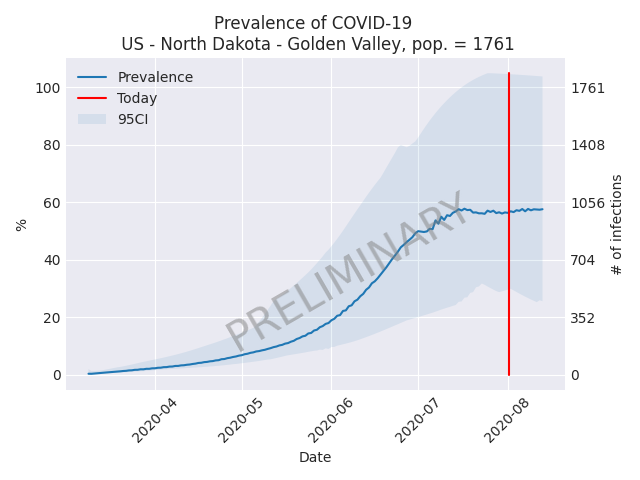 Prevalence of COVID-19
US - North Dakota - Golden Valley, pop. = 1761
Prevalence
Today
95CI
100
80
60
40
20
0
%
1761
1408
1056
704
352
0
# of infections
PRELIMINARY
2020-04
2020-05
2020-06
2020-07
2020-08
Date